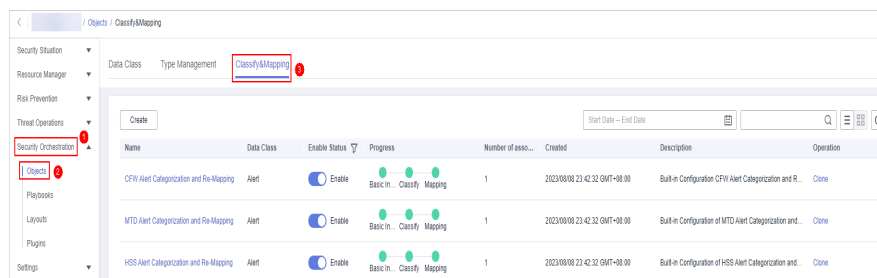 / Objects / Classify&Mapping
Security Situation
Resource Manager
Risk Prevention
Threat Operations
Security Orchestration
1
Objects
2
Playbooks
Layouts
Plugins
Settings
Data Class Type Management Classify&Mapping
3
Create
Start Date – End Date
Name Data Class Enable Status Progress Number of asso... Created Description Operation
CFW Alert Categorization and Re-Mapping Alert Enable Basic In... Classify Mapping 1 2023/08/08 23:42:32 GMT+08:00 Built-in Configuration CFW Alert Categorization and R... Clone
MTD Alert Categorization and Re-Mapping Alert Enable Basic In... Classify Mapping 1 2023/08/08 23:42:32 GMT+08:00 Built-in Configuration of MTD Alert Categorization and... Clone
HSS Alert Categorization and Re-Mapping Alert Enable Basic In... Classify Mapping 1 2023/08/08 23:42:32 GMT+08:00 Built-in Configuration of HSS Alert Categorization and... Clone